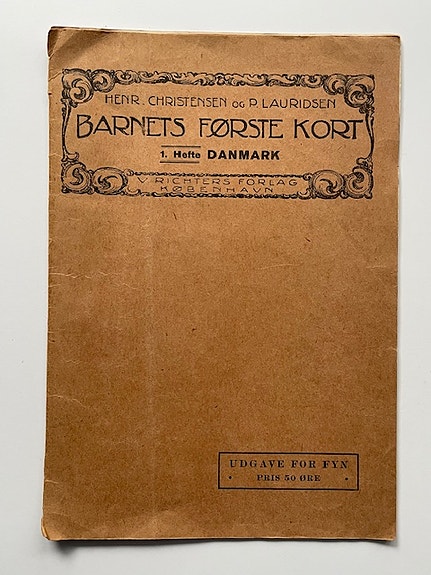 HENR. CHRISTENSEN OG P. LAURIDSEN
BARNETS FØRSTE KORT
1. Hefte DANMARK
V. RICHTERS FORLAG
KØBENHAVN
UDGAVE FOR FYN
• PRIS 50 ØRE •